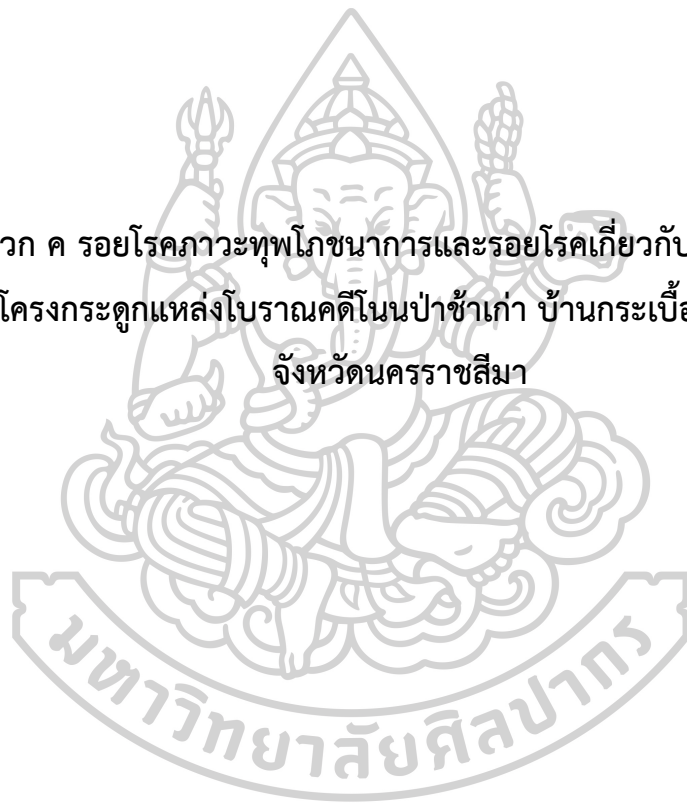 วก ค รอยโรคภาวะทุพโภชนาการและรอยโรคเกี่ยวกับ
โครงกระดูกแหล่งโบราณคดีโนนป่าช้าเก่า บ้านกระเบื้อ
จังหวัดนครราชสีมา
มหาวิทยาลัยศิลปากร